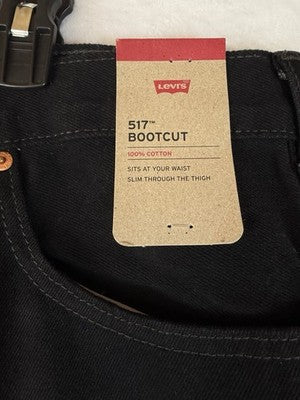 Levi's
517™
BOOTCUT
100% COTTON
SITS AT YOUR WAIST
SLIM THROUGH THE THIGH